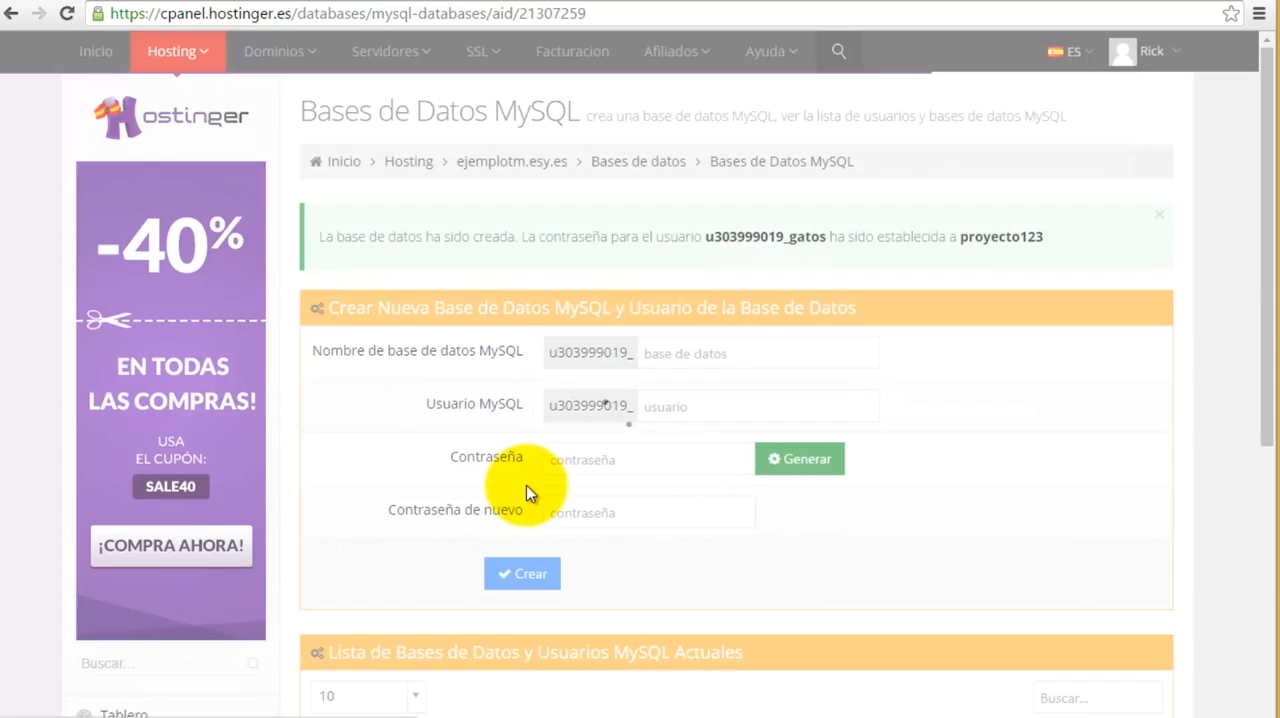 https://cpanel.hostinger.es/databases/mysql-databases/aid/21307259
Inicio Hosting Dominios Servidores SSL Facturacion Afiliados Ayuda ES Rick
Hostinger
-40%
EN TODAS
LAS COMPRAS!
USA
EL CUPÓN:
SALE40
¡COMPRA AHORA!
Buscar...
Tablero
Bases de Datos MySQL crea una base de datos MySQL, ver la lista de usuarios y bases de datos MySQL
Inicio > Hosting > ejemplotm.esy.es > Bases de datos > Bases de Datos MySQL
La base de datos ha sido creada. La contraseña para el usuario u303999019_gatos ha sido establecida a proyecto123 ×
Crear Nueva Base de Datos MySQL y Usuario de la Base de Datos
Nombre de base de datos MySQL u303999019_ base de datos
Usuario MySQL u303999019_ usuario
Contraseña contraseña Generar
Contraseña de nuevo contraseña
Crear
Lista de Bases de Datos y Usuarios MySQL Actuales
10 Buscar...